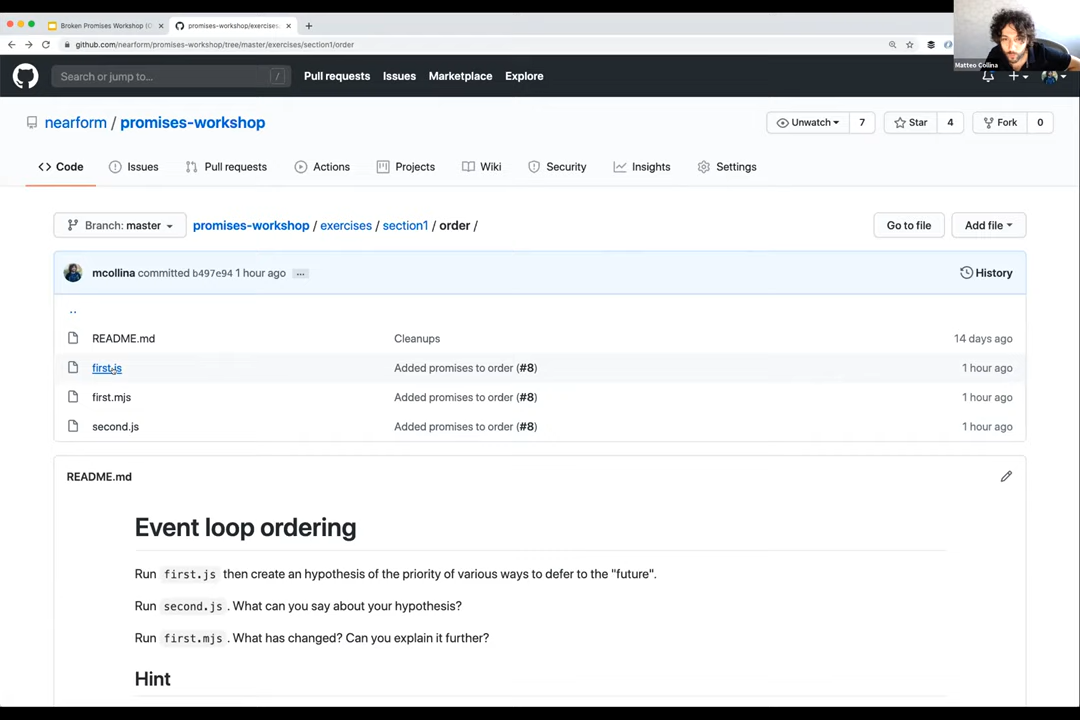 Broken Promises Workshop (
promises-workshop/exercises
github.com/nearform/promises-workshop/tree/master/exercises/section1/order
Matteo Collina
Search or jump to...
/
Pull requests
Issues
Marketplace
Explore
nearform / promises-workshop
Unwatch
7
Star
4
Fork
0
Code
Issues
Pull requests
Actions
Projects
Wiki
Security
Insights
Settings
Branch: master
promises-workshop / exercises / section1 / order /
Go to file
Add file
mcollina committed b497e94 1 hour ago ...
History
..
README.md Cleanups 14 days ago
first.js Added promises to order (#8) 1 hour ago
first.mjs Added promises to order (#8) 1 hour ago
second.js Added promises to order (#8) 1 hour ago
README.md
Event loop ordering
Run first.js then create an hypothesis of the priority of various ways to defer to the "future".
Run second.js . What can you say about your hypothesis?
Run first.mjs . What has changed? Can you explain it further?
Hint